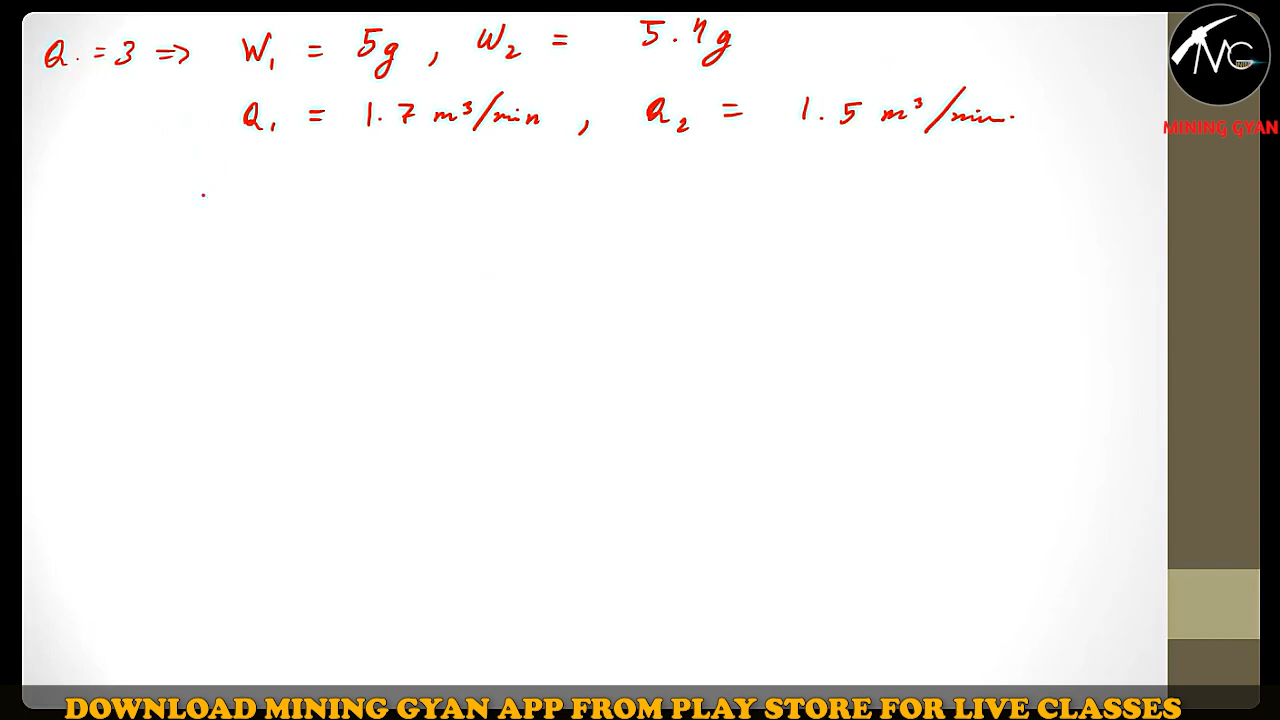 Q. = 3 => W₁ = 5g , W₂ = 5.4g
Q₁ = 1.7 m³/min , Q₂ = 1.5 m³/min.
MG
MINING GYAN
DOWNLOAD MINING GYAN APP FROM PLAY STORE FOR LIVE CLASSES